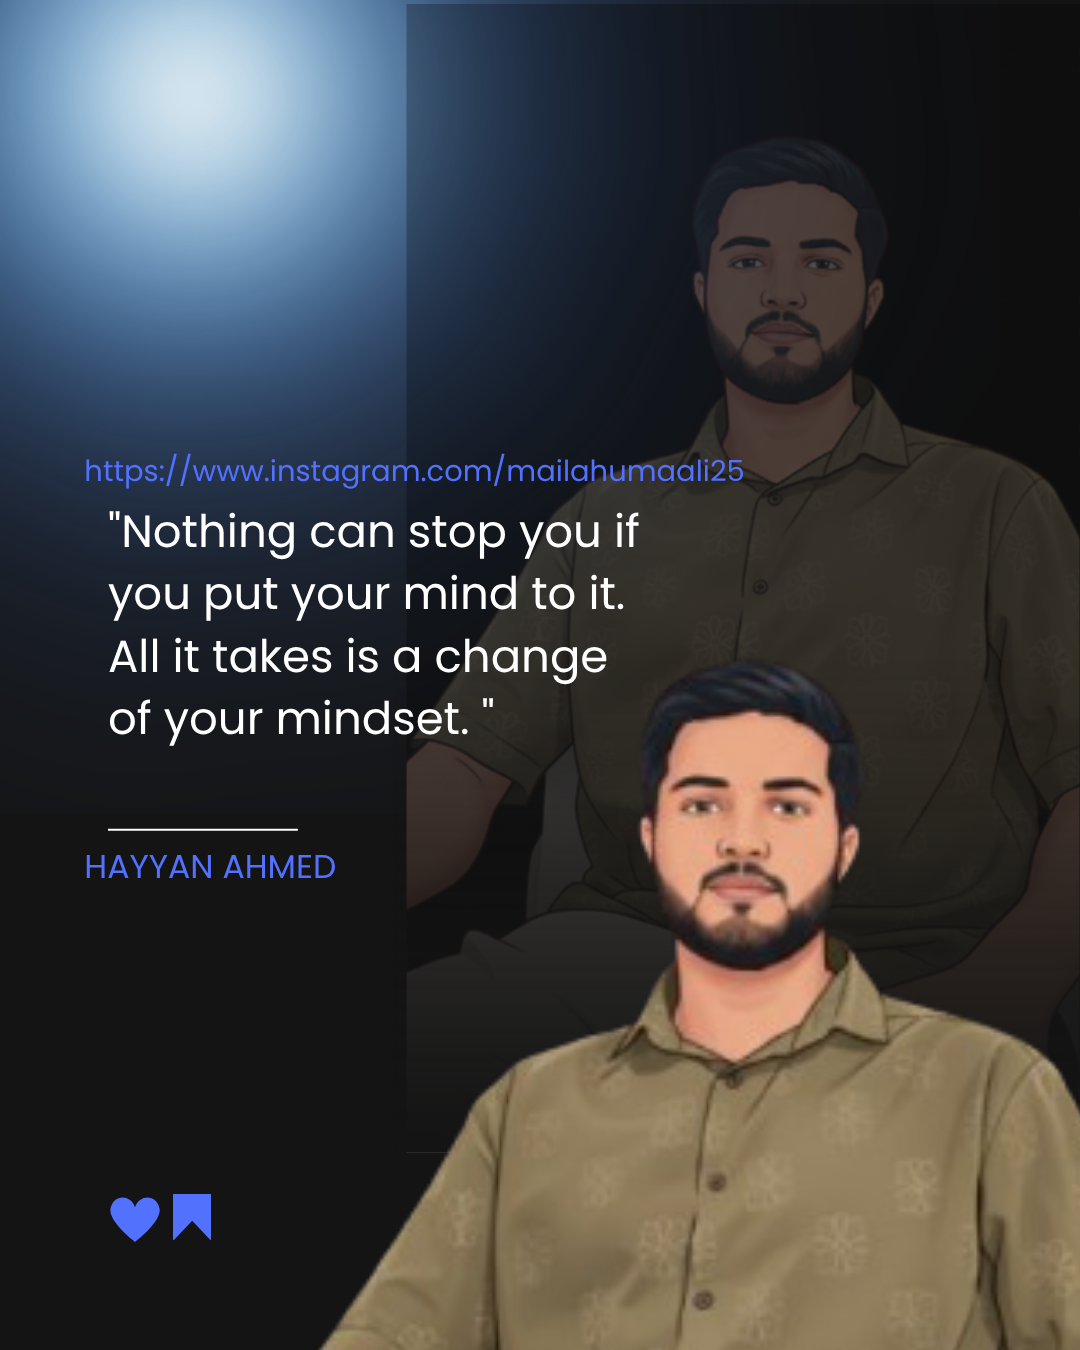 https://www.instagram.com/mailahumaali25
"Nothing can stop you if
you put your mind to it.
All it takes is a change
of your mindset. "
HAYYAN AHMED